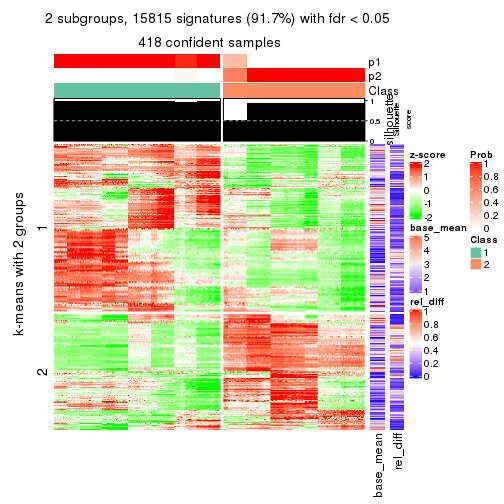 2 subgroups, 15815 signatures (91.7%) with fdr < 0.05
418 confident samples
p1
p2
Class
1
0.5
0
silhouette
Silhouette
score
k-means with 2 groups
1
2
z-score
2
1
0
-1
-2
base_mean
5
4
3
2
1
rel_diff
1
0.8
0.6
0.4
0.2
0
Prob
1
0.8
0.6
0.4
0.2
0
Class
1
2
base_mean
rel_diff